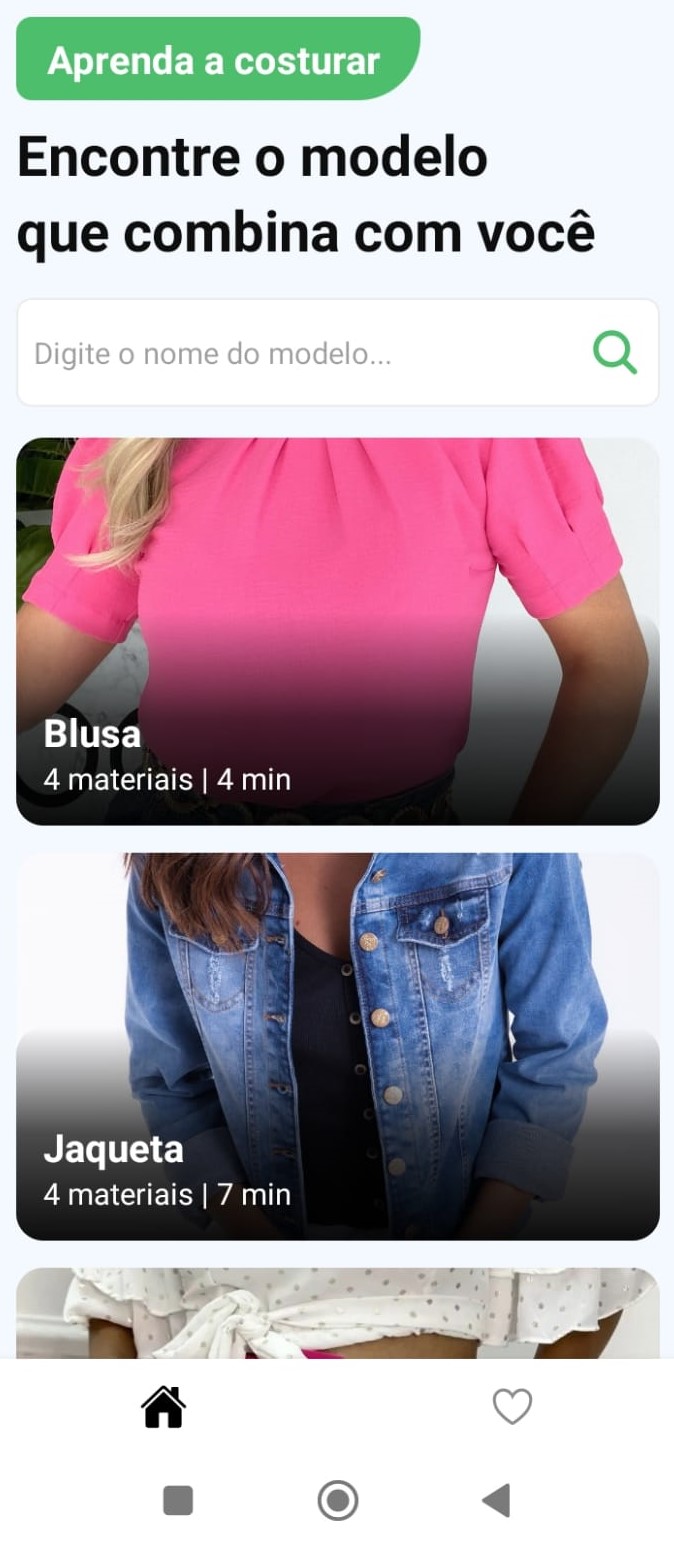 Aprenda a costurar
Encontre o modelo
que combina com você
Digite o nome do modelo...
Blusa
4 materiais | 4 min
Jaqueta
4 materiais | 7 min